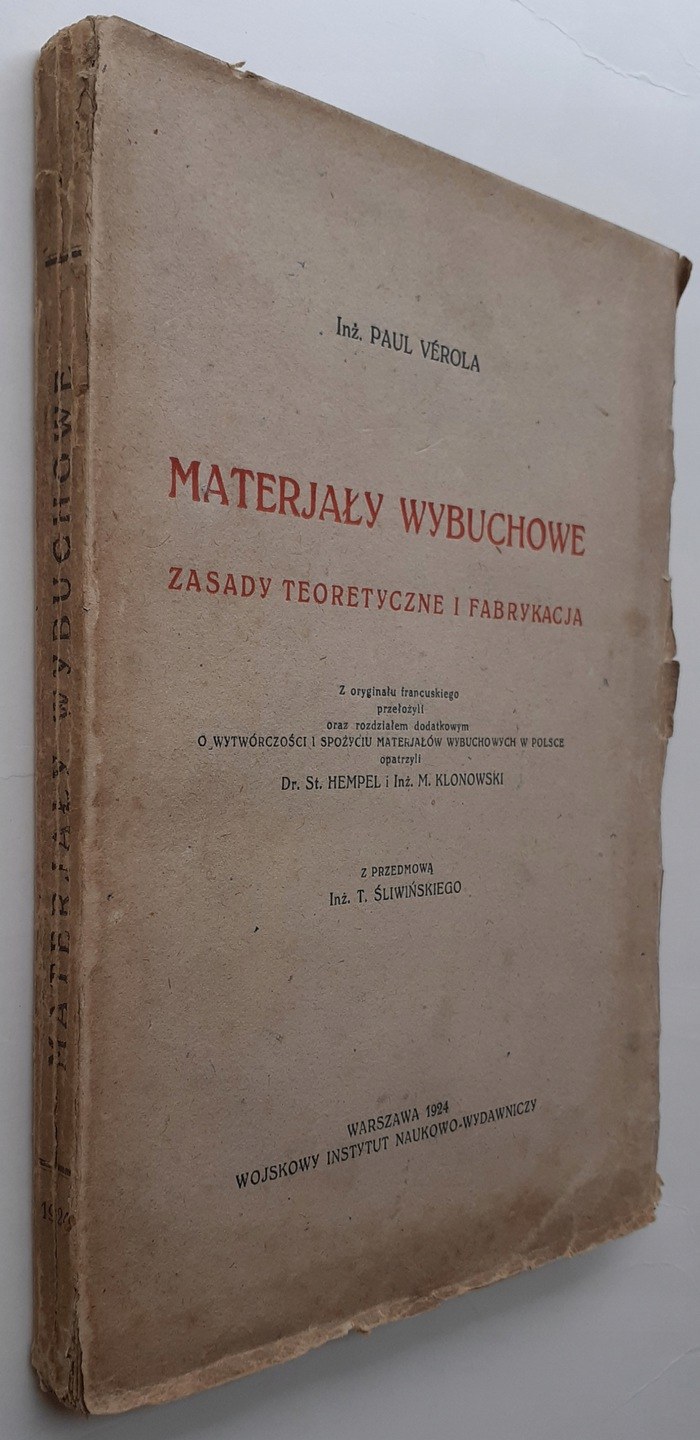 Inż. PAUL VÉROLA
MATERJAŁY WYBUCHOWE
ZASADY TEORETYCZNE I FABRYKACJA
Z oryginału francuskiego
przełożyli
oraz rozdziałem dodatkowym
O WYTWÓRCZOŚCI I SPOŻYCIU MATERJAŁÓW WYBUCHOWYCH W POLSCE
opatrzyli
Dr. St. HEMPEL i Inż. M. KLONOWSKI
Z PRZEDMOWĄ
Inż. T. ŚLIWIŃSKIEGO
WARSZAWA 1924
WOJSKOWY INSTYTUT NAUKOWO-WYDAWNICZY
MATERJAŁY WYBUCHOWE
1924